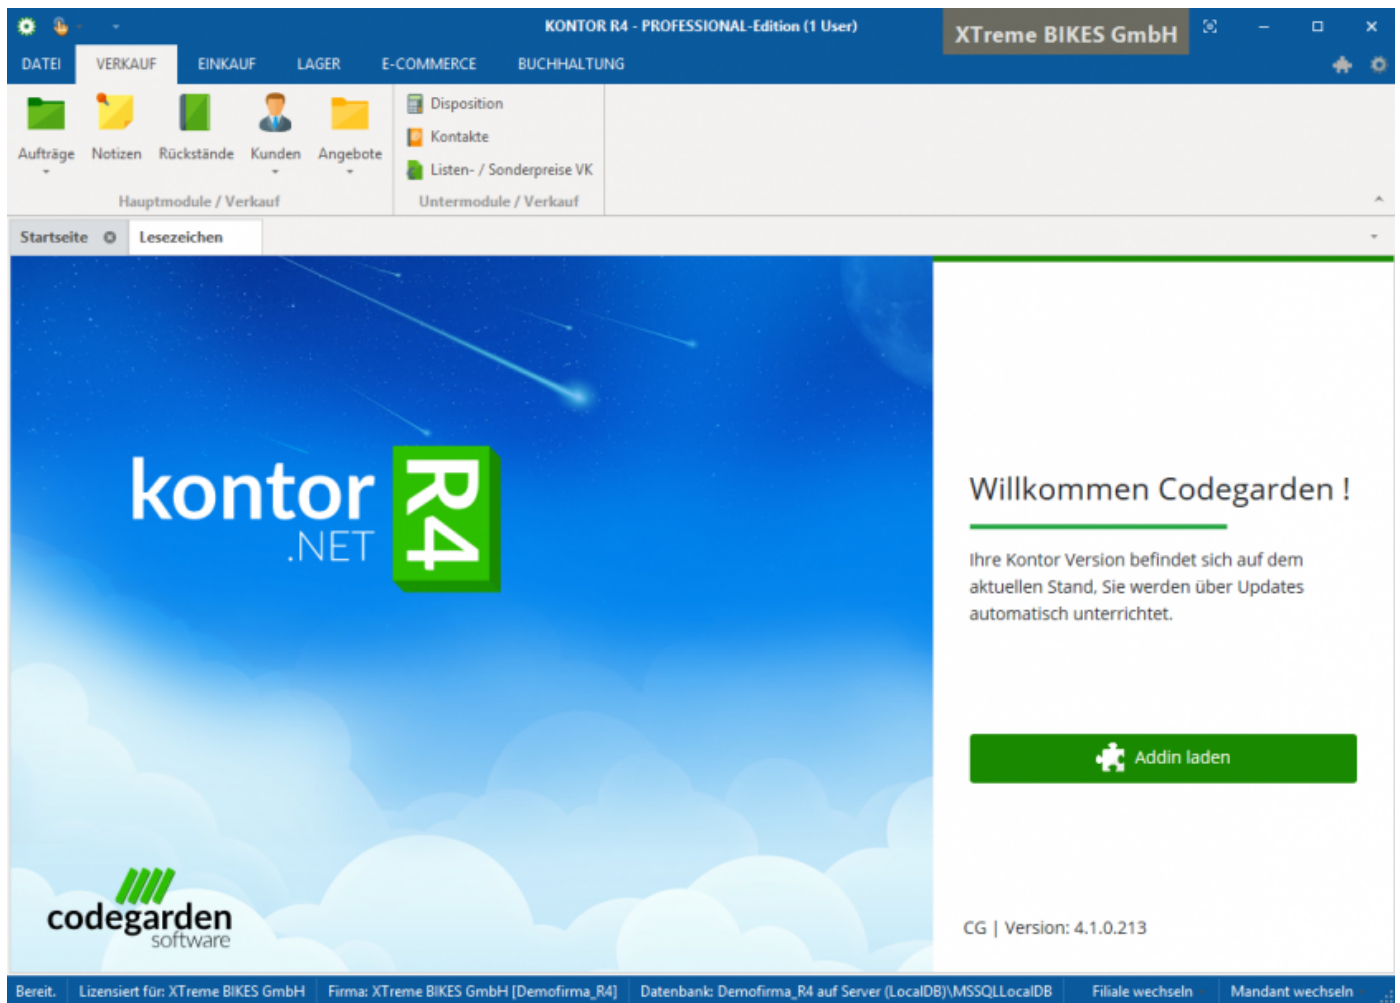 KONTOR R4 - PROFESSIONAL-Edition (1 User)
XTreme BIKES GmbH
DATEI VERKAUF EINKAUF LAGER E-COMMERCE BUCHHALTUNG
Aufträge Notizen Rückstände Kunden Angebote
Hauptmodule / Verkauf
Disposition
Kontakte
Listen- / Sonderpreise VK
Untermodule / Verkauf
Startseite Lesezeichen
kontor
.NET
R4
codegarden
software
Willkommen Codegarden !
Ihre Kontor Version befindet sich auf dem
aktuellen Stand, Sie werden über Updates
automatisch unterrichtet.
Addin laden
CG | Version: 4.1.0.213
Bereit. Lizensiert für: XTreme BIKES GmbH Firma: XTreme BIKES GmbH [Demofirma_R4] Datenbank: Demofirma_R4 auf Server (LocalDB)\MSSQLLocalDB Filiale wechseln Mandant wechseln